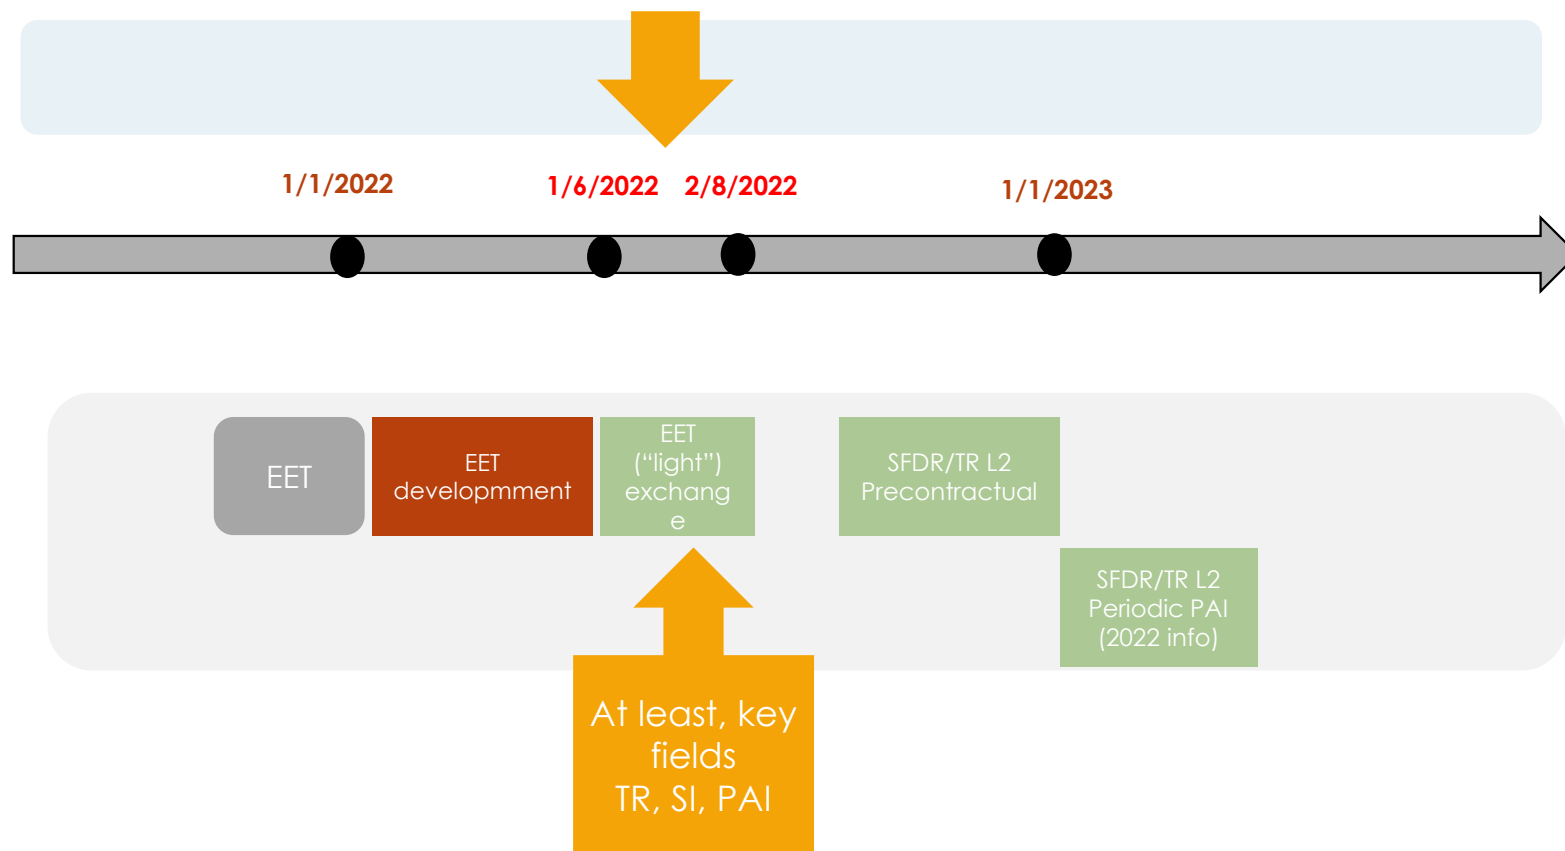 1/1/2022
1/6/2022
2/8/2022
1/1/2023
EET
EET
developmment
EET
(“light”)
exchang
e
SFDR/TR L2
Precontractual
SFDR/TR L2
Periodic PAI
(2022 info)
At least, key
fields
TR, SI, PAI